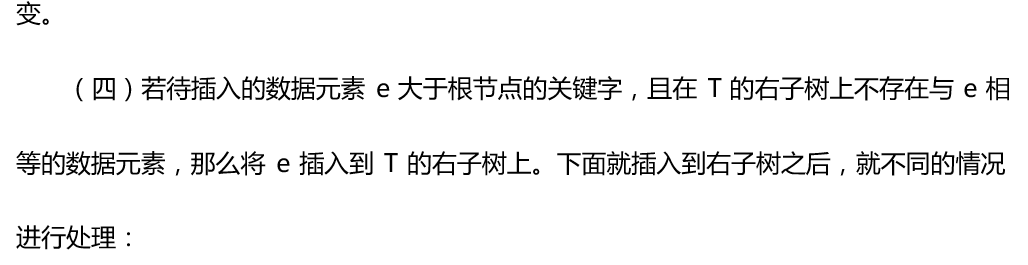 变。
（四）若待插入的数据元素 e 大于根节点的关键字，且在 T 的右子树上不存在与 e 相
等的数据元素，那么将 e 插入到 T 的右子树上。下面就插入到右子树之后，就不同的情况
进行处理：